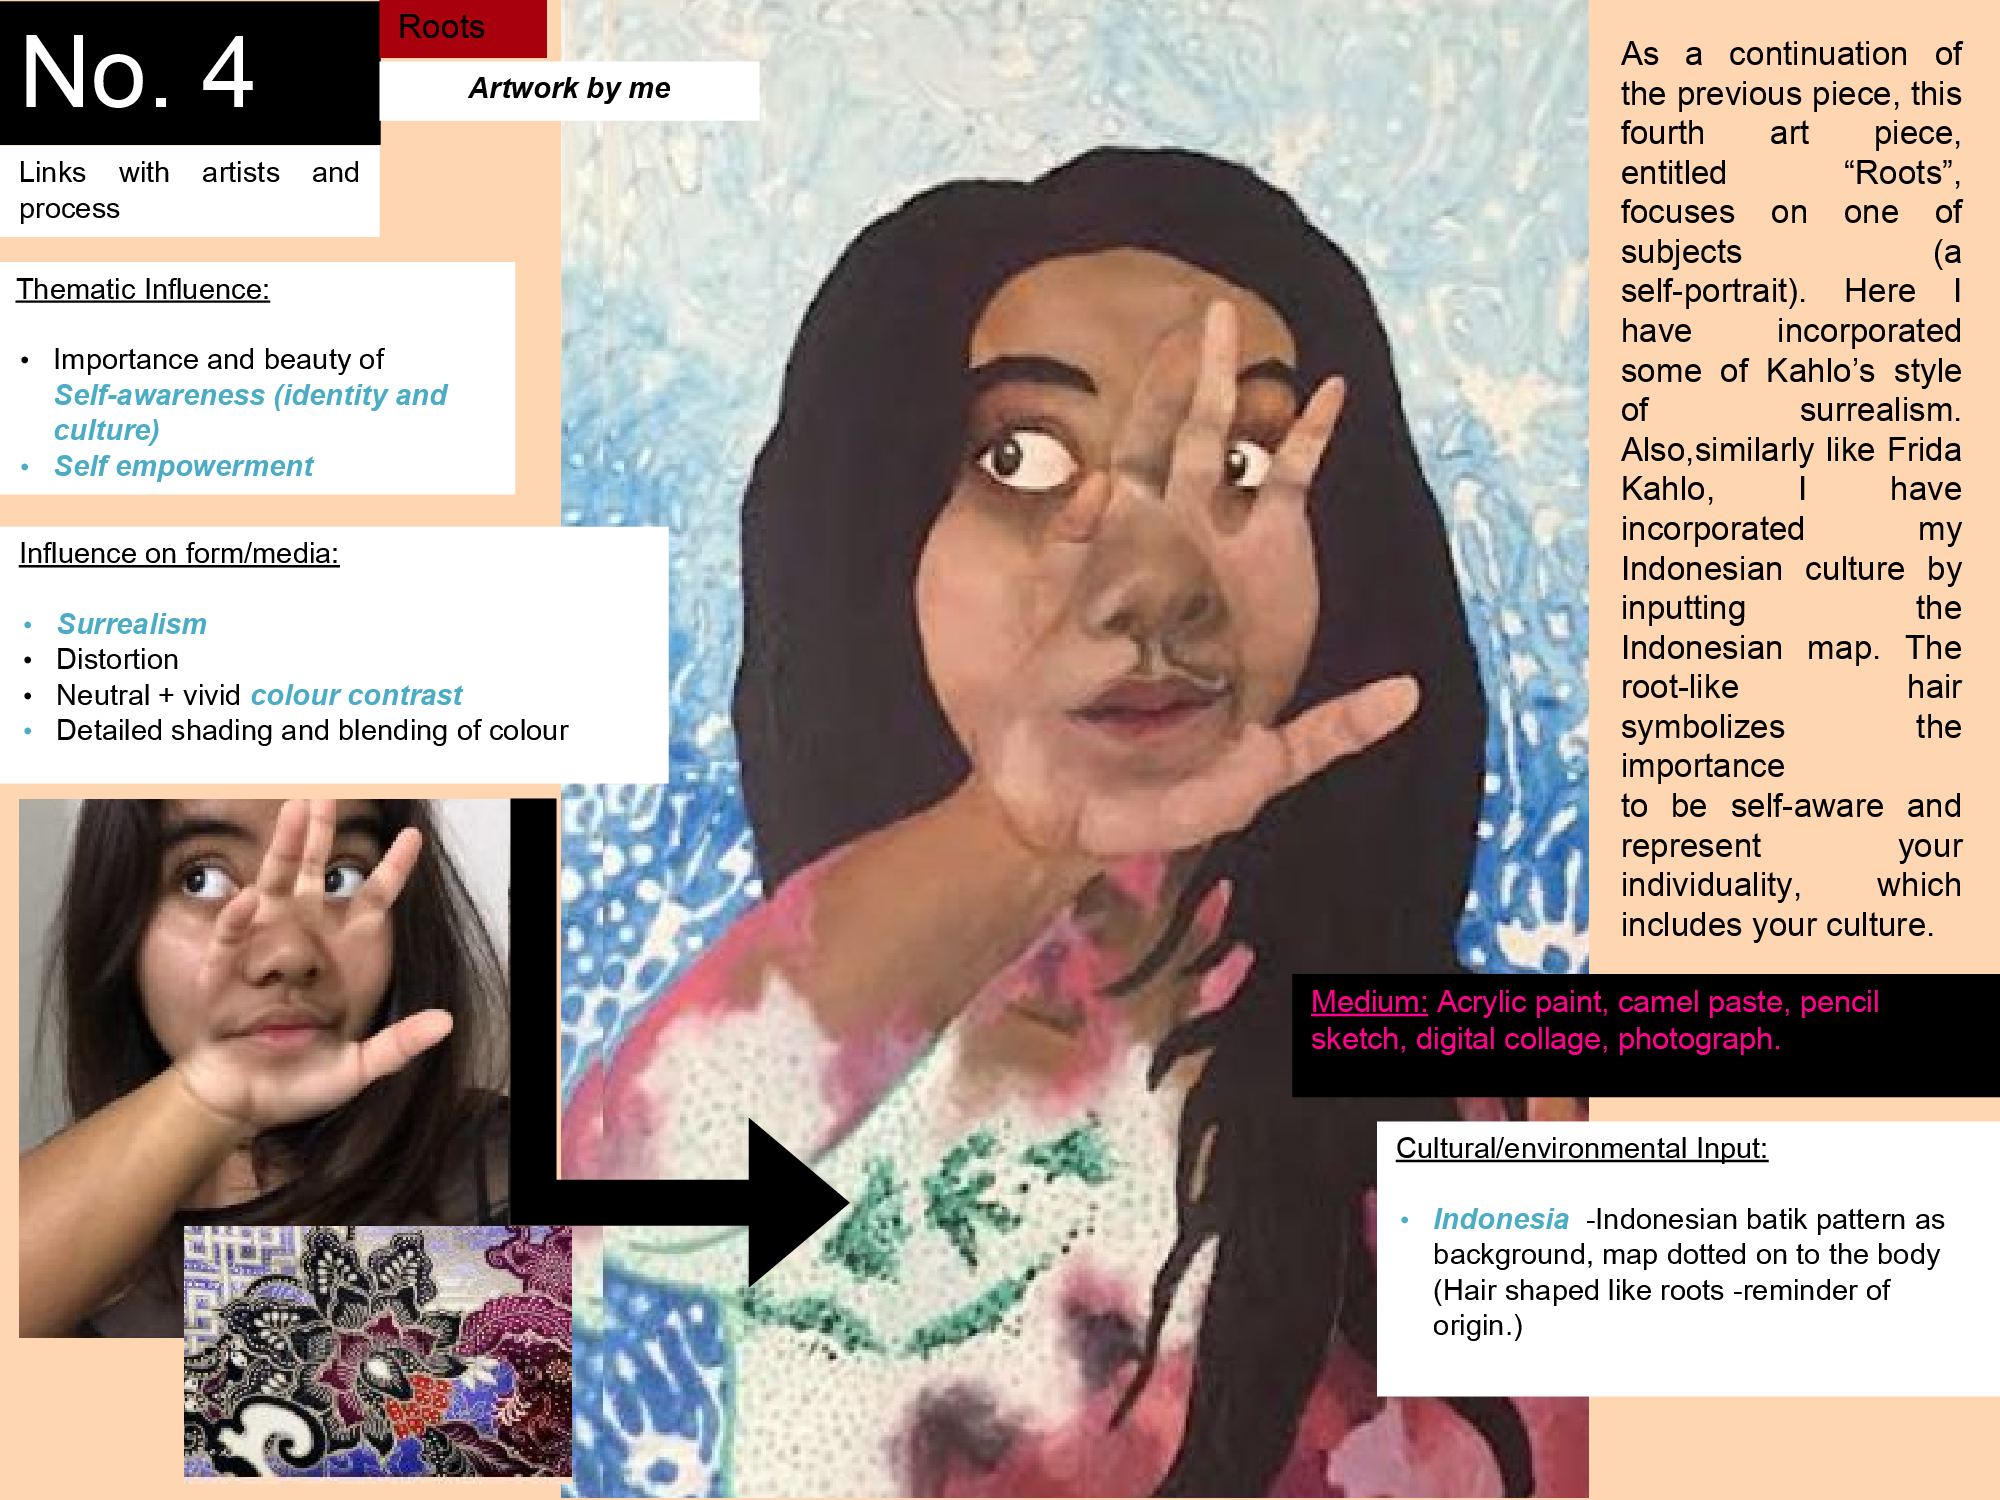 No. 4
Roots
Artwork by me
Links with artists and
process
Thematic Influence:
• Importance and beauty of
Self-awareness (identity and
culture)
• Self empowerment
Influence on form/media:
• Surrealism
• Distortion
• Neutral + vivid colour contrast
• Detailed shading and blending of colour
As a continuation of
the previous piece, this
fourth art piece,
entitled “Roots”,
focuses on one of
subjects (a
self-portrait). Here I
have incorporated
some of Kahlo’s style
of surrealism.
Also,similarly like Frida
Kahlo, I have
incorporated my
Indonesian culture by
inputting the
Indonesian map. The
root-like hair
symbolizes the
importance
to be self-aware and
represent your
individuality, which
includes your culture.
Medium: Acrylic paint, camel paste, pencil
sketch, digital collage, photograph.
Cultural/environmental Input:
• Indonesia -Indonesian batik pattern as
background, map dotted on to the body
(Hair shaped like roots -reminder of
origin.)